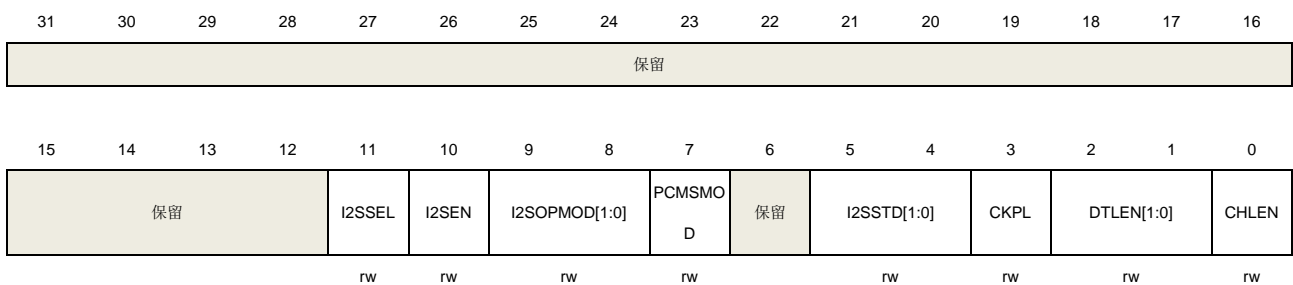 31 30 29 28 27 26 25 24 23 22 21 20 19 18 17 16
保留
15 14 13 12 11 10 9 8 7 6 5 4 3 2 1 0
保留 I2SSEL I2SEN I2SOPMOD[1:0] PCMSMO
D 保留 I2SSTD[1:0] CKPL DTLEN[1:0] CHLEN
rw rw rw rw rw rw rw rw